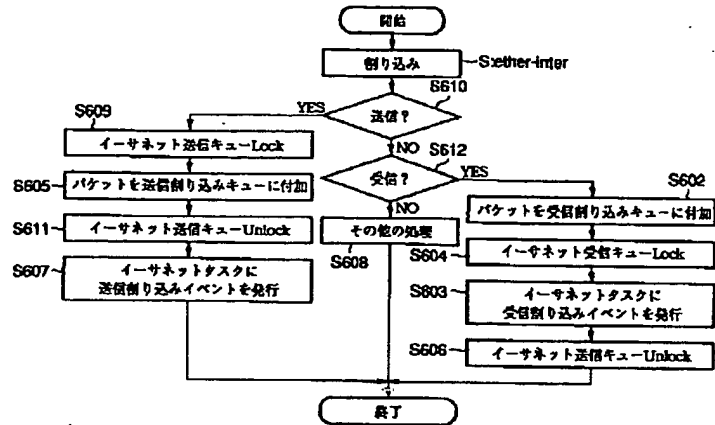 開始
割り込み
S:ether-inter
S610
送信?
YES
NO
S609
イーサネット送信キューLock
S605
パケットを送信割り込みキューに付加
S611
イーサネット送信キューUnlock
S607
イーサネットタスクに
送信割り込みイベントを発行
S612
受信?
YES
NO
その他の処理
S608
S602
パケットを受信割り込みキューに付加
S604
イーサネット受信キューLock
S603
イーサネットタスクに
受信割り込みイベントを発行
S606
イーサネット送信キューUnlock
終了